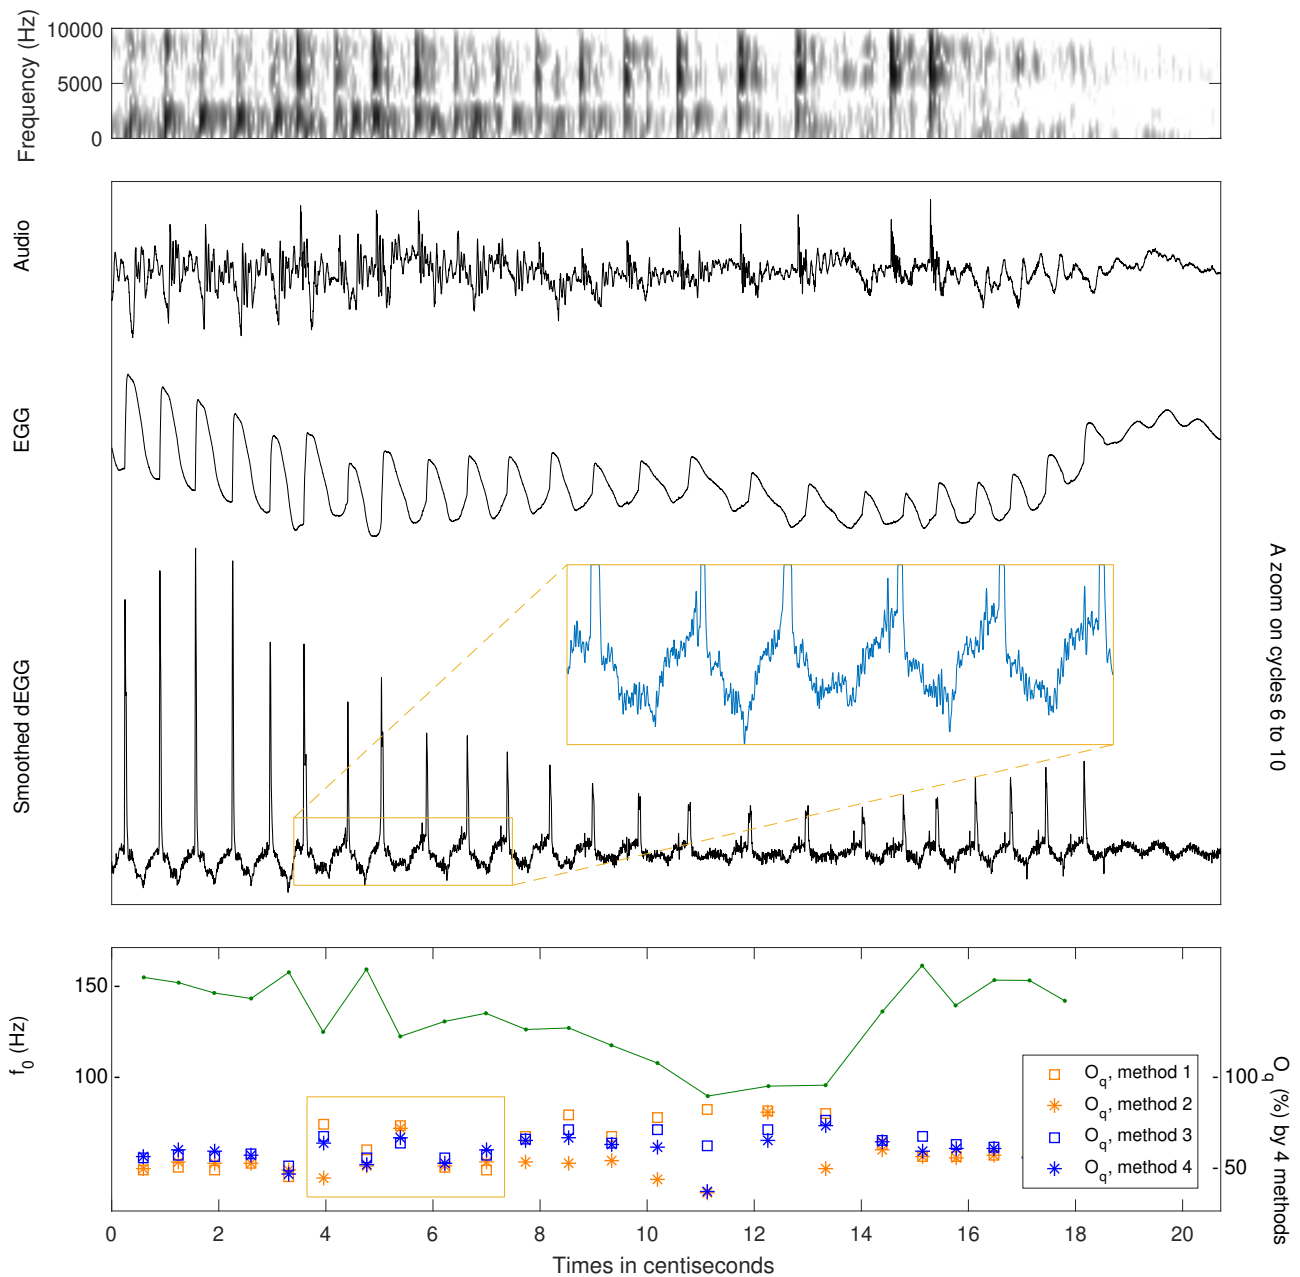 Frequency (Hz)
10000
5000
0
Audio
EGG
Smoothed dEGG
A zoom on cycles 6 to 10
f0 (Hz)
150
100
Oq, method 1
Oq, method 2
Oq, method 3
Oq, method 4
100
50
Oq (%) by 4 methods
0 2 4 6 8 10 12 14 16 18 20
Times in centiseconds